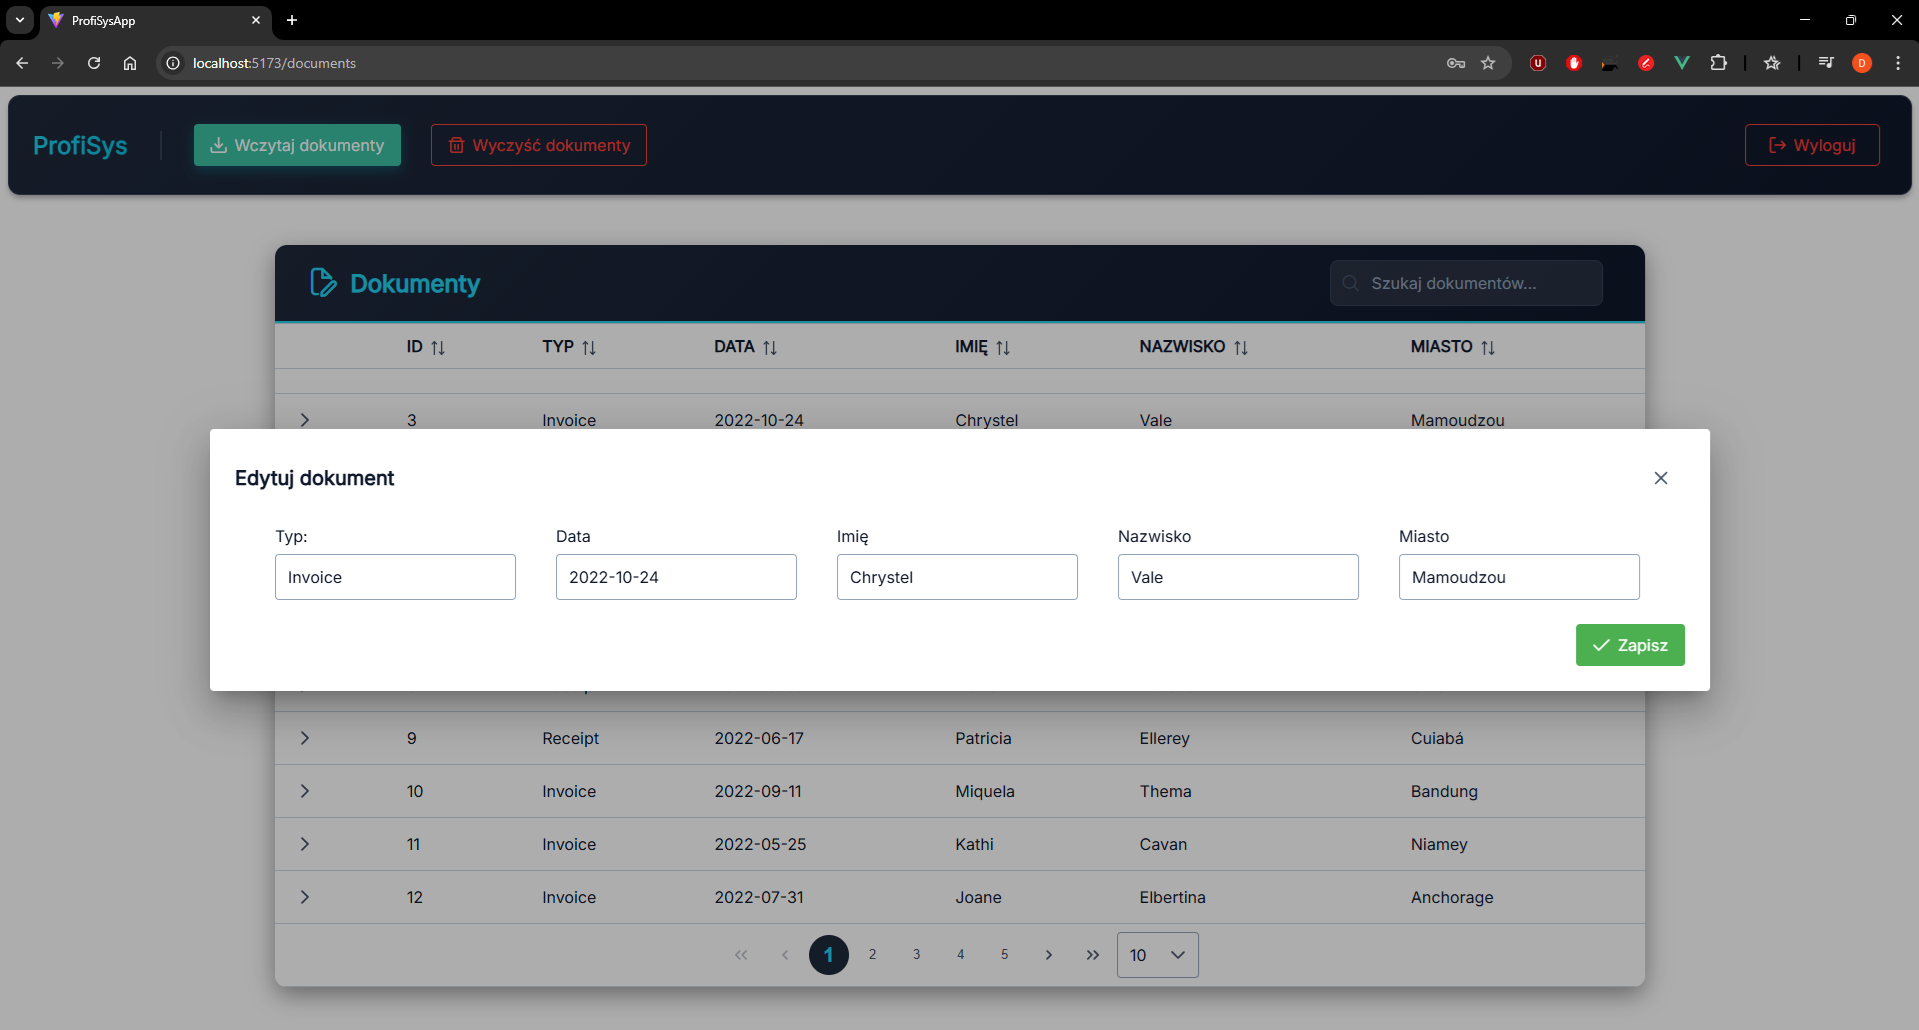 ProfiSysApp
localhost:5173/documents
D
ProfiSys
Wczytaj dokumenty
Wyczyść dokumenty
Wyloguj
Dokumenty
Szukaj dokumentów...
ID TYP DATA IMIĘ NAZWISKO MIASTO
3 Invoice 2022-10-24 Chrystel Vale Mamoudzou
Edytuj dokument
Typ: Data Imię Nazwisko Miasto
Invoice 2022-10-24 Chrystel Vale Mamoudzou
Zapisz
9 Receipt 2022-06-17 Patricia Ellerey Cuiabá
10 Invoice 2022-09-11 Miquela Thema Bandung
11 Invoice 2022-05-25 Kathi Cavan Niamey
12 Invoice 2022-07-31 Joane Elbertina Anchorage
1 2 3 4 5 10